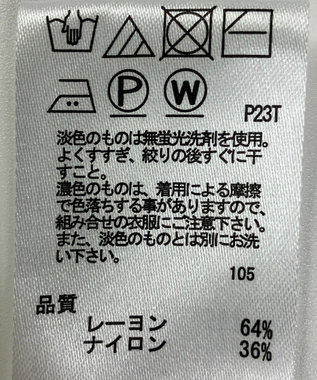 P
W
P23T
淡色のものは無蛍光洗剤を使用。
よくすすぎ、絞りの後すぐに干
すこと。
濃色のものは、着用による摩擦
で色落ちする事がありますので、
組み合せの衣服にご注意下さい。
また、淡色のものとは別にお洗
い下さい。
105
品質
レーヨン 64%
ナイロン 36%